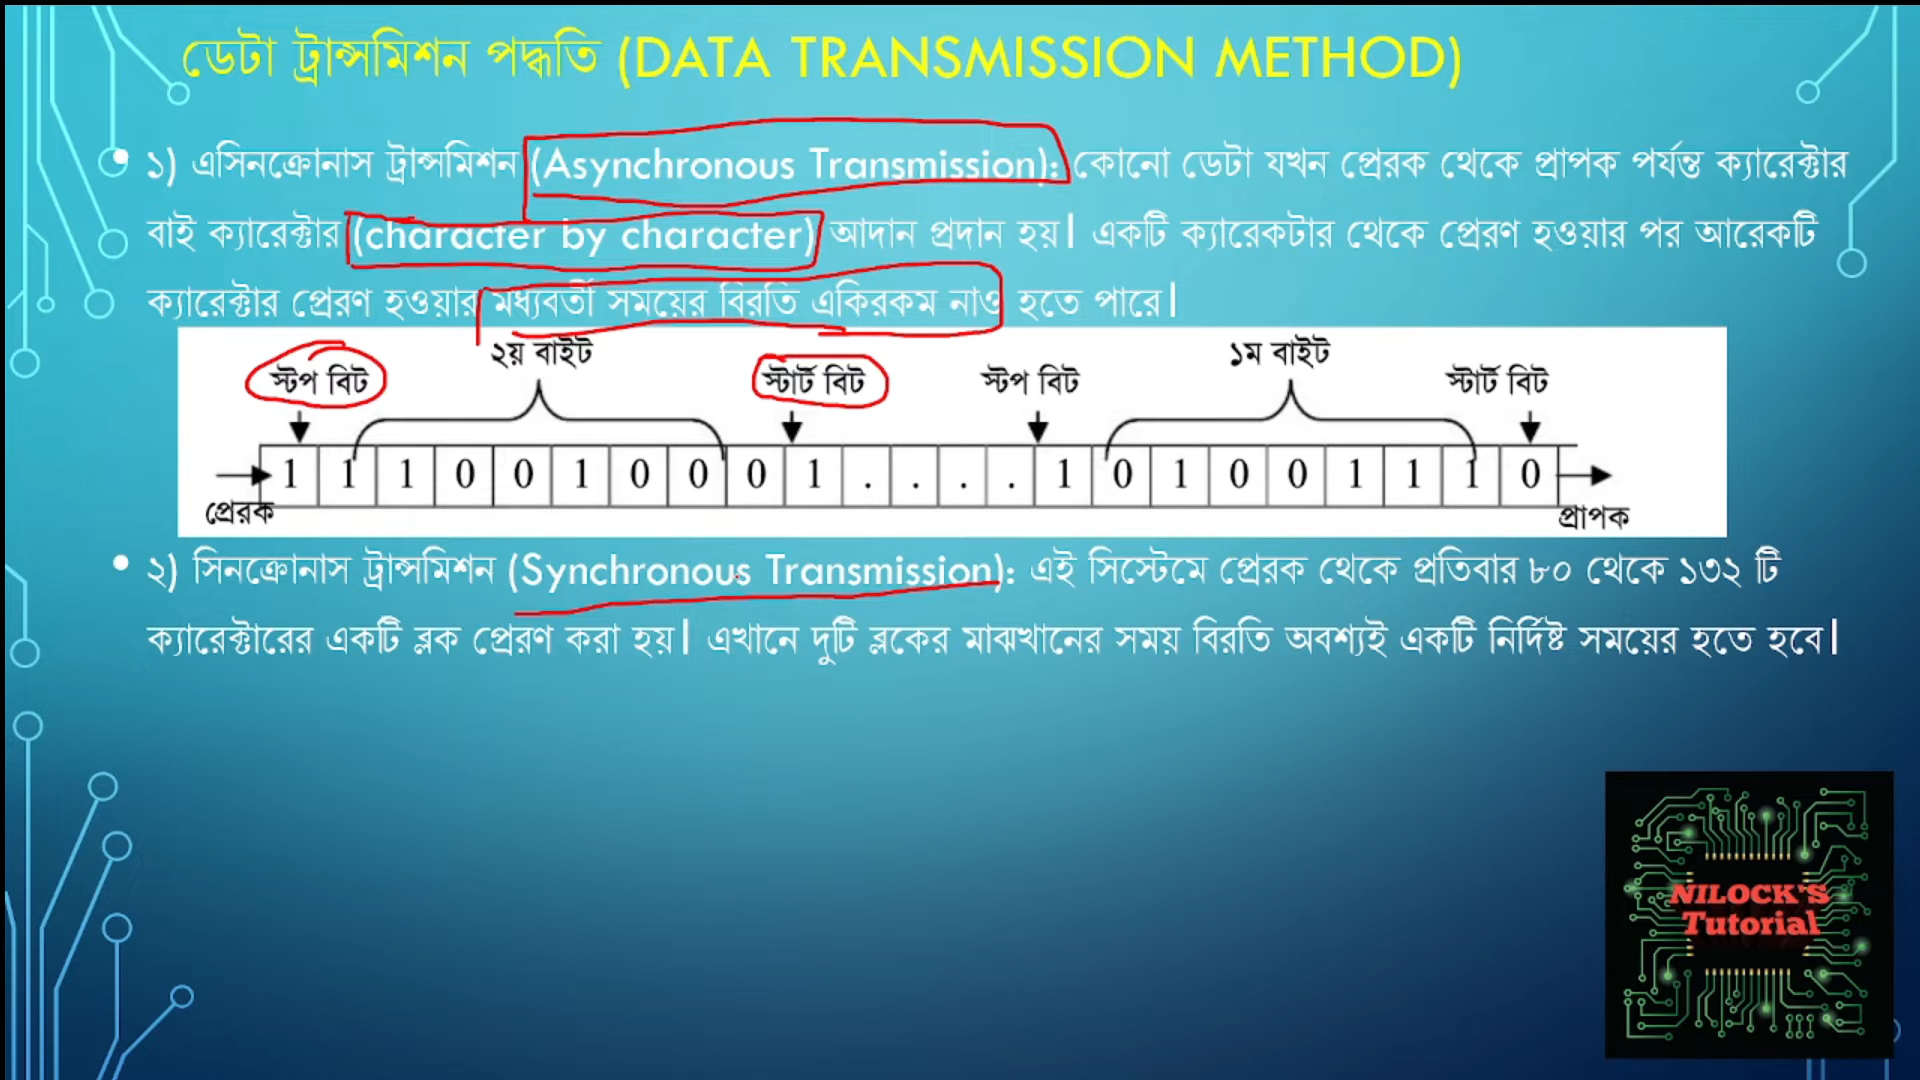 ডেটা ট্রান্সমিশন পদ্ধতি (DATA TRANSMISSION METHOD)
• ১) এসিনক্রোনাস ট্রান্সমিশন (Asynchronous Transmission): কোনো ডেটা যখন প্রেরক থেকে প্রাপক পর্যন্ত ক্যারেক্টার
বাই ক্যারেক্টার (character by character) আদান প্রদান হয়। একটি ক্যারেকটার থেকে প্রেরণ হওয়ার পর আরেকটি
ক্যারেক্টার প্রেরণ হওয়ার মধ্যবর্তী সময়ের বিরতি একিরকম নাও হতে পারে।
২য় বাইট ১ম বাইট
স্টপ বিট স্টার্ট বিট স্টপ বিট স্টার্ট বিট
1 1 1 0 0 1 0 0 0 1 . . . . 1 0 1 0 0 1 1 1 0
প্রেরক প্রাপক
• ২) সিনক্রোনাস ট্রান্সমিশন (Synchronous Transmission): এই সিস্টেমে প্রেরক থেকে প্রতিবার ৮০ থেকে ১৩২ টি
ক্যারেক্টারের একটি ব্লক প্রেরণ করা হয়। এখানে দুটি ব্লকের মাঝখানের সময় বিরতি অবশ্যই একটি নির্দিষ্ট সময়ের হতে হবে।
NILOCK'S
Tutorial